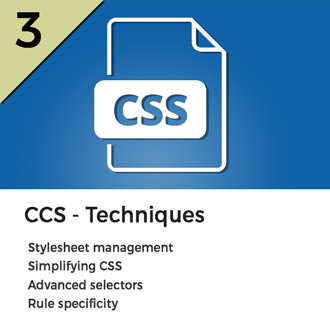 3
CSS
CCS - Techniques
Stylesheet management
Simplifying CSS
Advanced selectors
Rule specificity